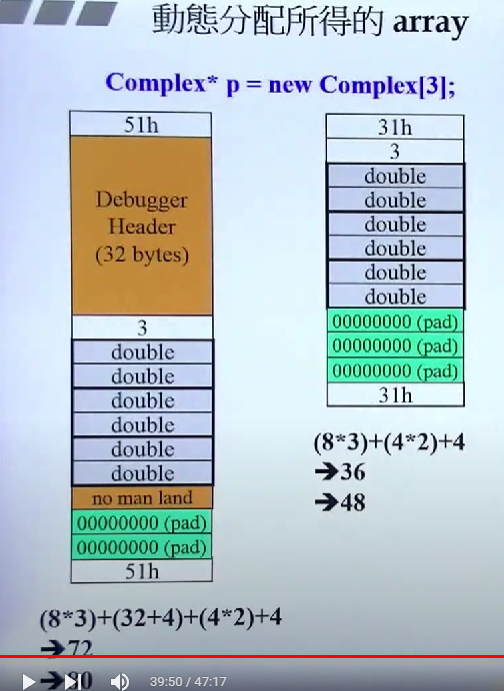 動態分配所得的 array
Complex* p = new Complex[3];
51h
Debugger
Header
(32 bytes)
3
double
double
double
double
double
double
no man land
00000000 (pad)
00000000 (pad)
51h
(8*3)+(32+4)+(4*2)+4
➔72
➔80
31h
3
double
double
double
double
double
double
00000000 (pad)
00000000 (pad)
00000000 (pad)
31h
(8*3)+(4*2)+4
➔36
➔48
39:50 / 47:17